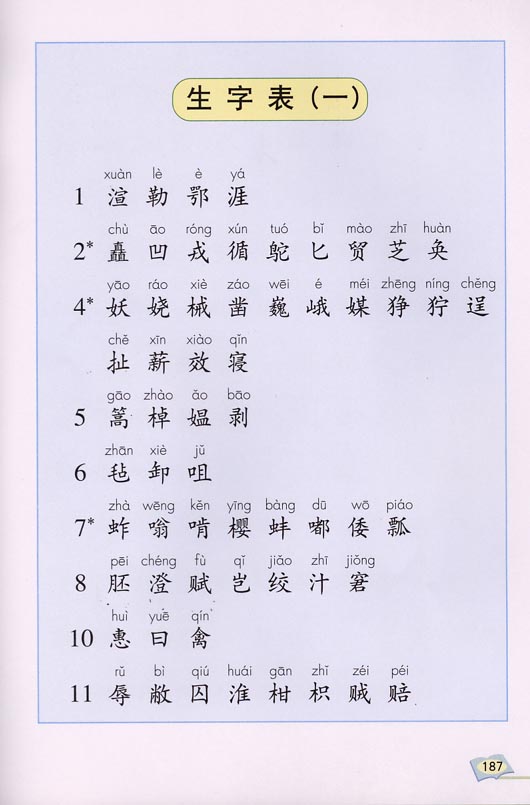 生字表(一)
xuàn lè è yá
1 渲 勒 鄂 涯
chù āo róng xún tuó bǐ mào zhī huàn
2* 矗 凹 戎 循 鸵 匕 贸 芝 奂
yāo ráo xiè záo wēi é méi zhēng níng chěng
4* 妖 娆 械 凿 巍 峨 媒 狰 狞 逞
chě xīn xiào qǐn
扯 薪 效 寝
gāo zhào ǎo bāo
5 篙 棹 媪 剥
zhān xiè jǔ
6 毡 卸 咀
zhà wēng kěn yīng bàng dū wō piáo
7* 蚱 嗡 啃 樱 蚌 嘟 倭 瓢
pēi chéng fù qǐ jiǎo zhī jiǒng
8 胚 澄 赋 岂 绞 汁 窘
huì yuē qín
10 惠 曰 禽
rǔ bì qiú huái gān zhǐ zéi péi
11 辱 敝 囚 淮 柑 枳 贼 赔
187